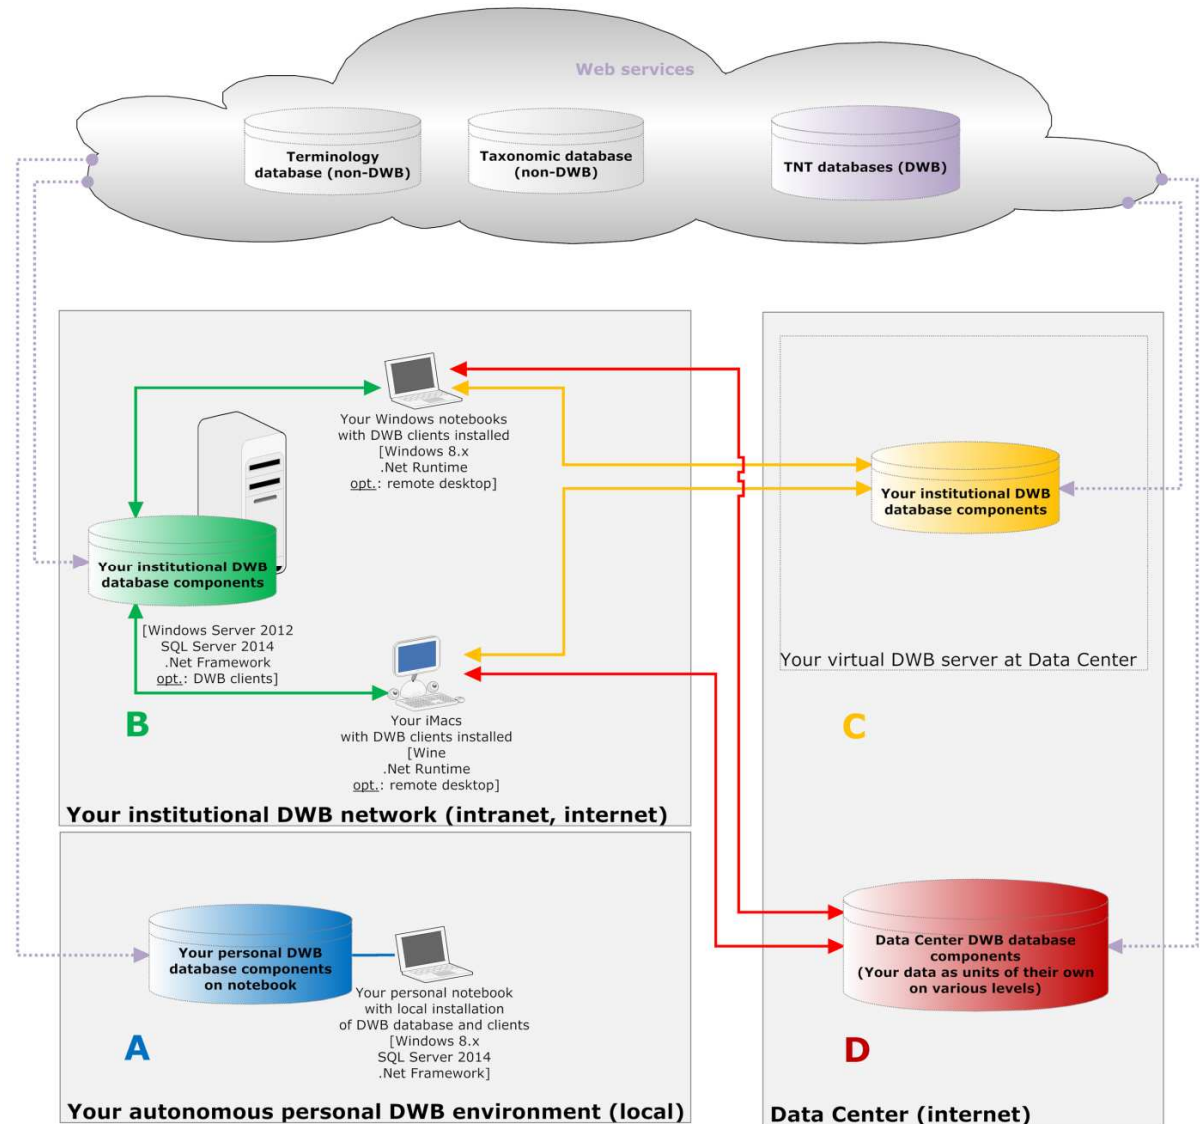 Web services
Terminology
database (non-DWB)
Taxonomic database
(non-DWB)
TNT databases (DWB)
Your Windows notebooks
with DWB clients installed
[Windows 8.x
.Net Runtime
opt.: remote desktop]
Your institutional DWB
database components
[Windows Server 2012
SQL Server 2014
.Net Framework
opt.: DWB clients]
B
Your iMacs
with DWB clients installed
[Wine
.Net Runtime
opt.: remote desktop]
Your institutional DWB network (intranet, internet)
Your institutional DWB
database components
Your virtual DWB server at Data Center
C
Your personal DWB
database components
on notebook
Your personal notebook
with local installation
of DWB database and clients
[Windows 8.x
SQL Server 2014
.Net Framework]
A
Your autonomous personal DWB environment (local)
Data Center DWB database
components
(Your data as units of their own
on various levels)
D
Data Center (internet)